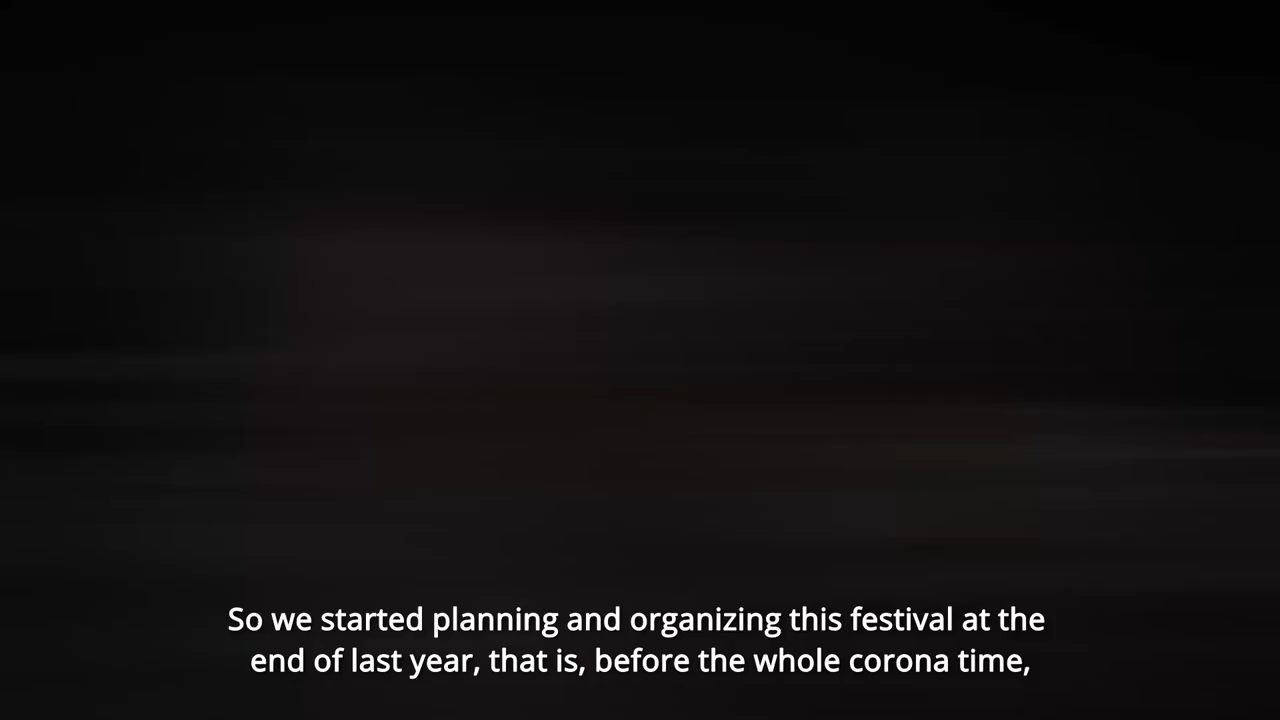 So we started planning and organizing this festival at the
end of last year, that is, before the whole corona time,